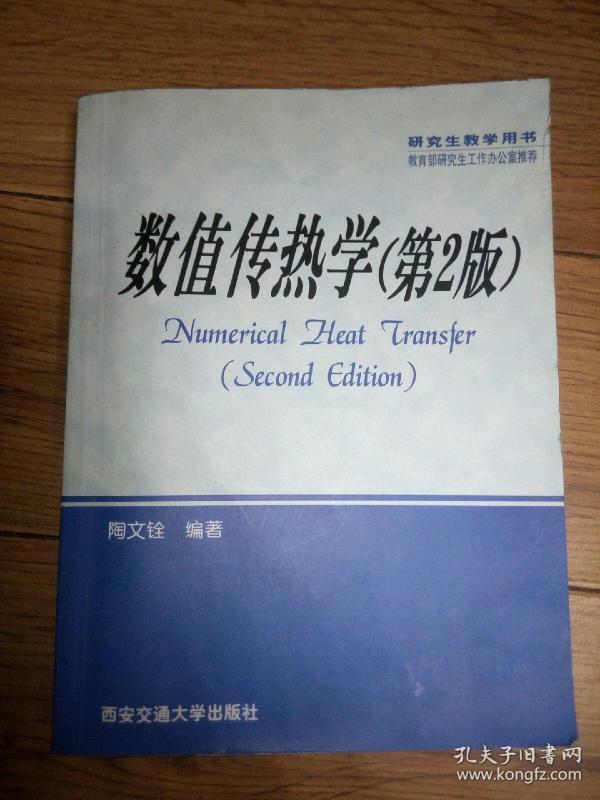 研究生教学用书
教育部研究生工作办公室推荐
数值传热学(第2版)
Numerical Heat Transfer
(Second Edition)
陶文铨 编著
西安交通大学出版社
孔夫子旧书网
www.kongfz.com